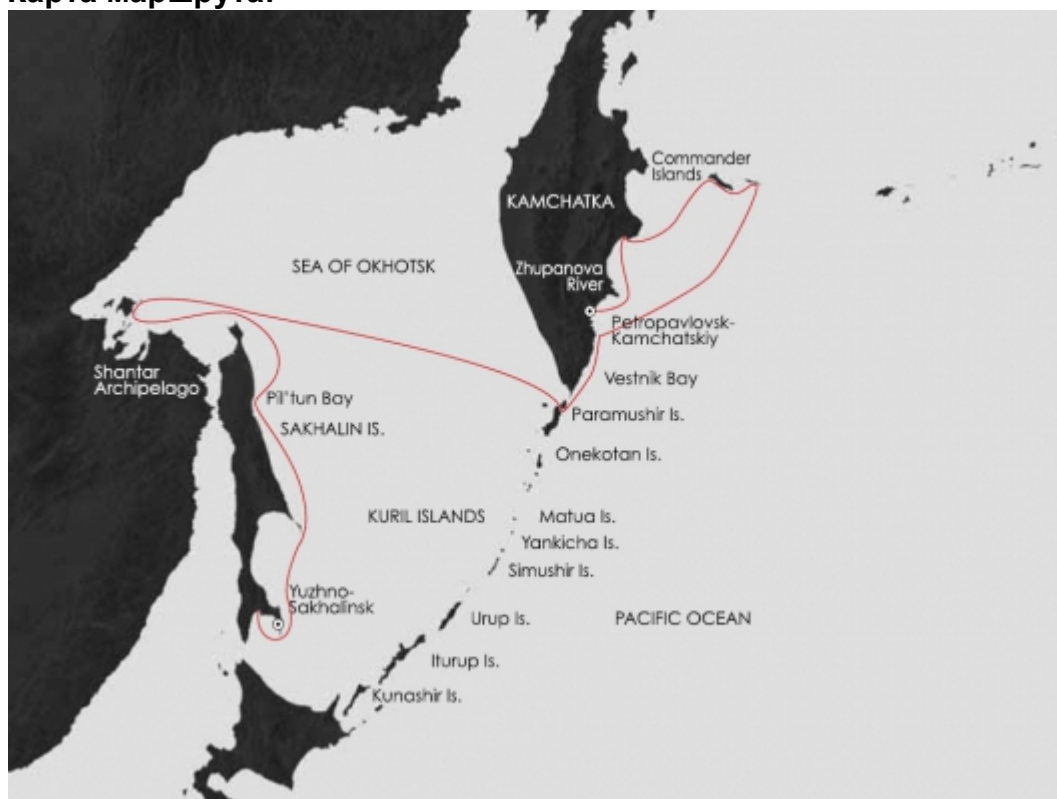 Карта маршрута:
Commander
Islands
KAMCHATKA
SEA OF OKHOTSK
Zhupanova
River
Petropavlovsk-
Kamchatskiy
Shantar
Archipelago
Vestnik Bay
Pil'tun Bay
Paramushir Is.
SAKHALIN IS.
Onekotan Is.
KURIL ISLANDS
Matua Is.
Yankicha Is.
Simushir Is.
Yuzhno-
Sakhalinsk
Urup Is.
PACIFIC OCEAN
Iturup Is.
Kunashir Is.